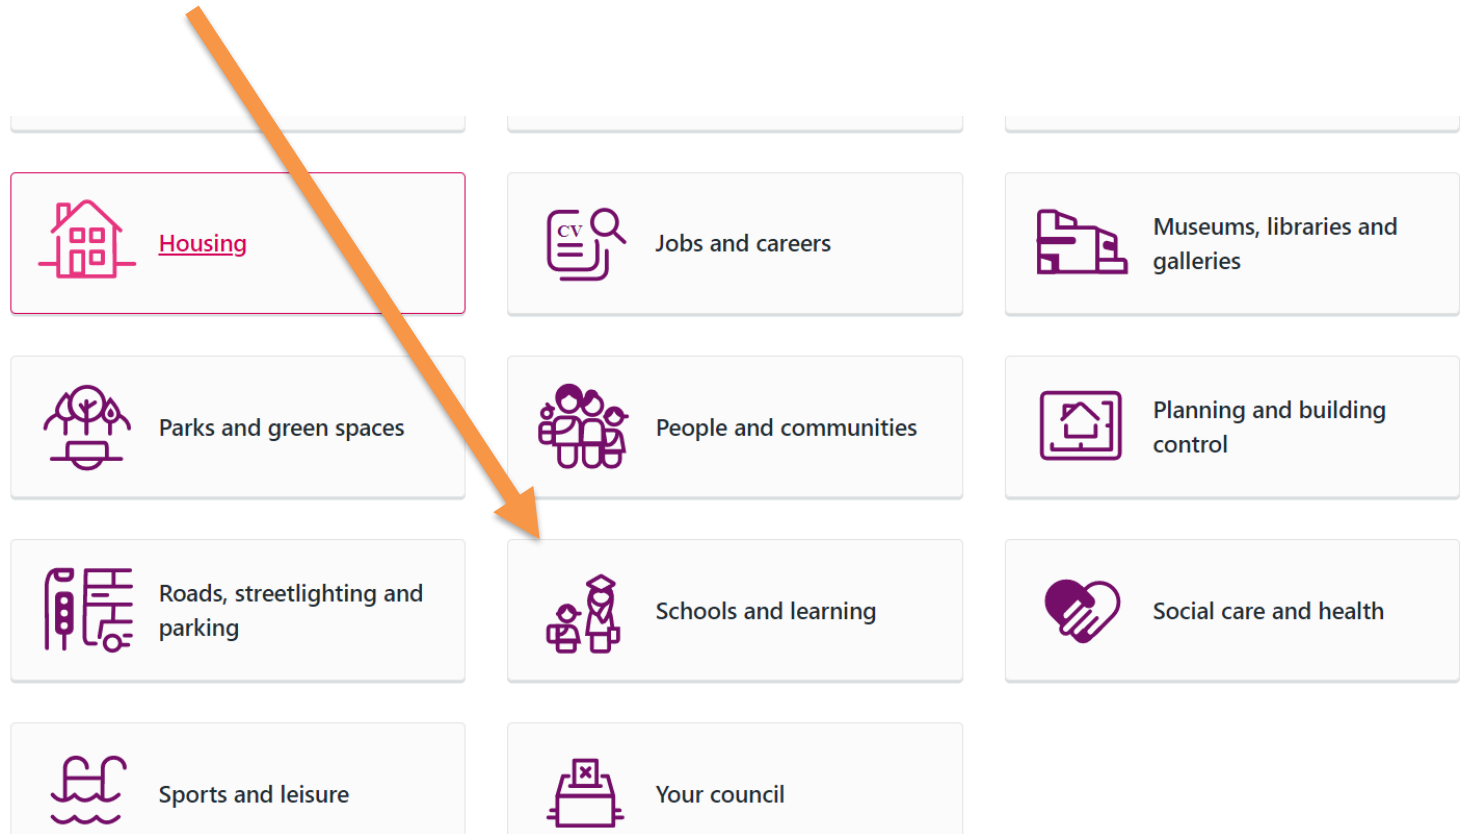 Housing
CV
Jobs and careers
Museums, libraries and
galleries
Parks and green spaces
People and communities
Planning and building
control
Roads, streetlighting and
parking
Schools and learning
Social care and health
Sports and leisure
Your council